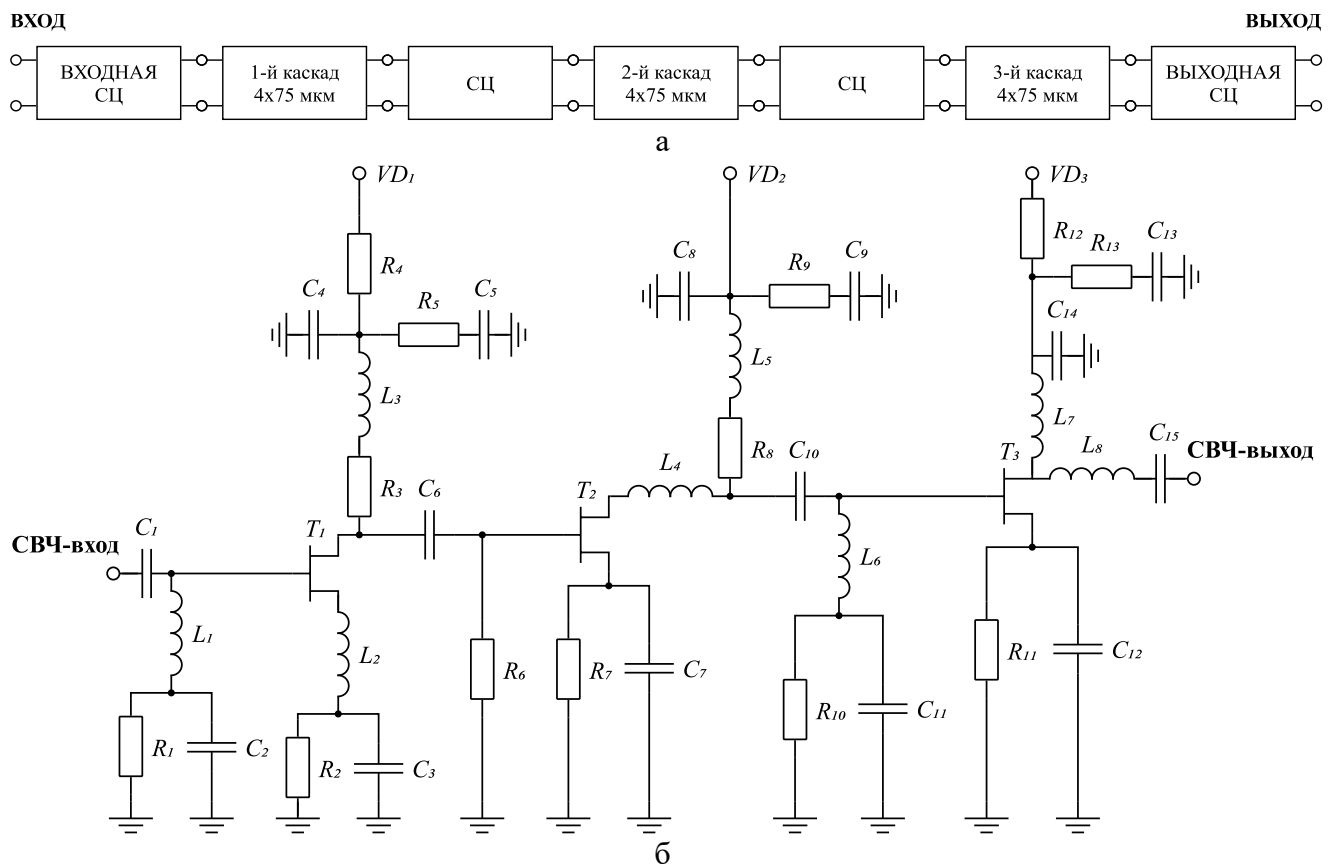 ВХОД
ВЫХОД
ВХОДНАЯ
СЦ
1-й каскад
4х75 мкм
СЦ
2-й каскад
4х75 мкм
СЦ
3-й каскад
4х75 мкм
ВЫХОДНАЯ
СЦ
а
VD1
VD2
VD3
R4
C4
R5
C5
L3
R3
C6
C8
R9
C9
L5
R8
C10
L4
R12
R13
C13
C14
L7
T3
L8
C15
СВЧ-выход
СВЧ-вход
C1
T1
T2
L1
L2
R1
C2
R2
C3
R6
R7
C7
L6
R10
C11
R11
C12
б